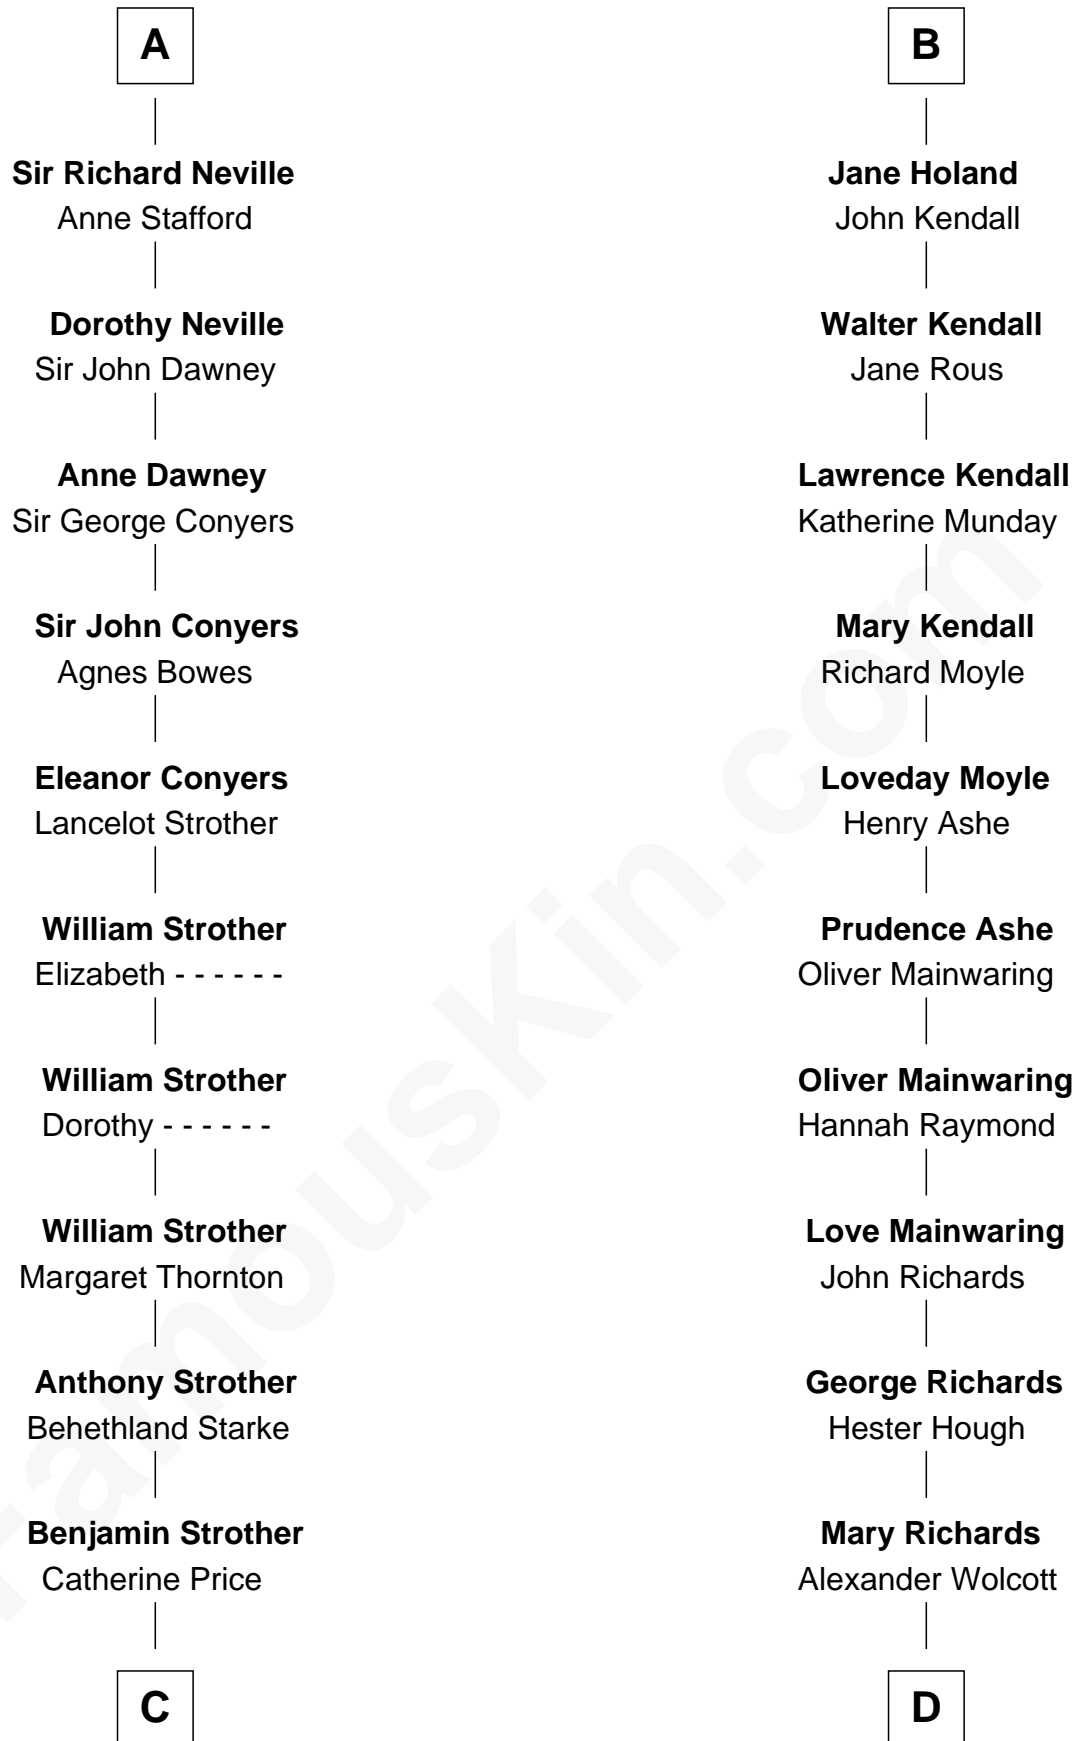 A
Sir Richard Neville
Anne Stafford
Dorothy Neville
Sir John Dawney
Anne Dawney
Sir George Conyers
Sir John Conyers
Agnes Bowes
Eleanor Conyers
Lancelot Strother
William Strother
Elizabeth - - - - - -
William Strother
Dorothy - - - - - -
William Strother
Margaret Thornton
Anthony Strother
Behethland Starke
Benjamin Strother
Catherine Price
C
B
Jane Holand
John Kendall
Walter Kendall
Jane Rous
Lawrence Kendall
Katherine Munday
Mary Kendall
Richard Moyle
Loveday Moyle
Henry Ashe
Prudence Ashe
Oliver Mainwaring
Oliver Mainwaring
Hannah Raymond
Love Mainwaring
John Richards
George Richards
Hester Hough
Mary Richards
Alexander Wolcott
D
FamousKin.com